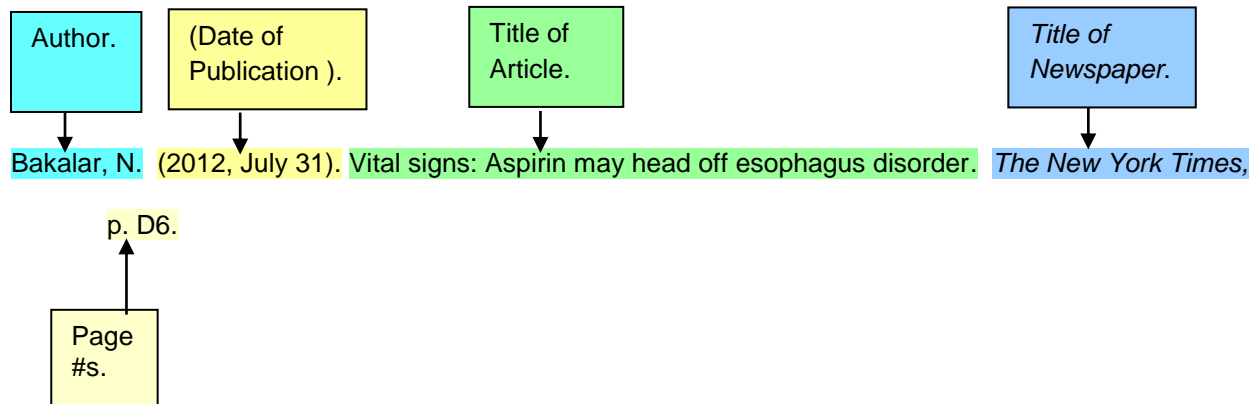 Author.
(Date of
Publication ).
Title of
Article.
Title of
Newspaper.
Bakalar, N. (2012, July 31). Vital signs: Aspirin may head off esophagus disorder. The New York Times,
p. D6.
Page
#s.